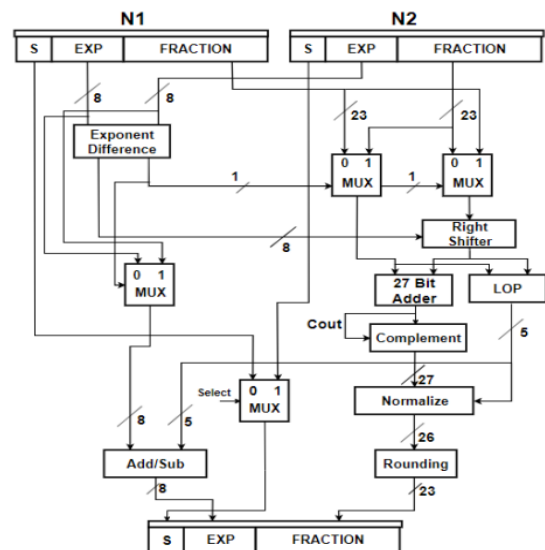 N1 N2
S EXP FRACTION S EXP FRACTION
8 8 23 23
Exponent
Difference
0 1 0 1
1 MUX 1 MUX
Right
Shifter
8
0 1
MUX
27 Bit
Adder
LOP
Cout
Complement
5
27
0 1
Select
MUX
Normalize
8 5
26
Add/Sub Rounding
8 23
S EXP FRACTION